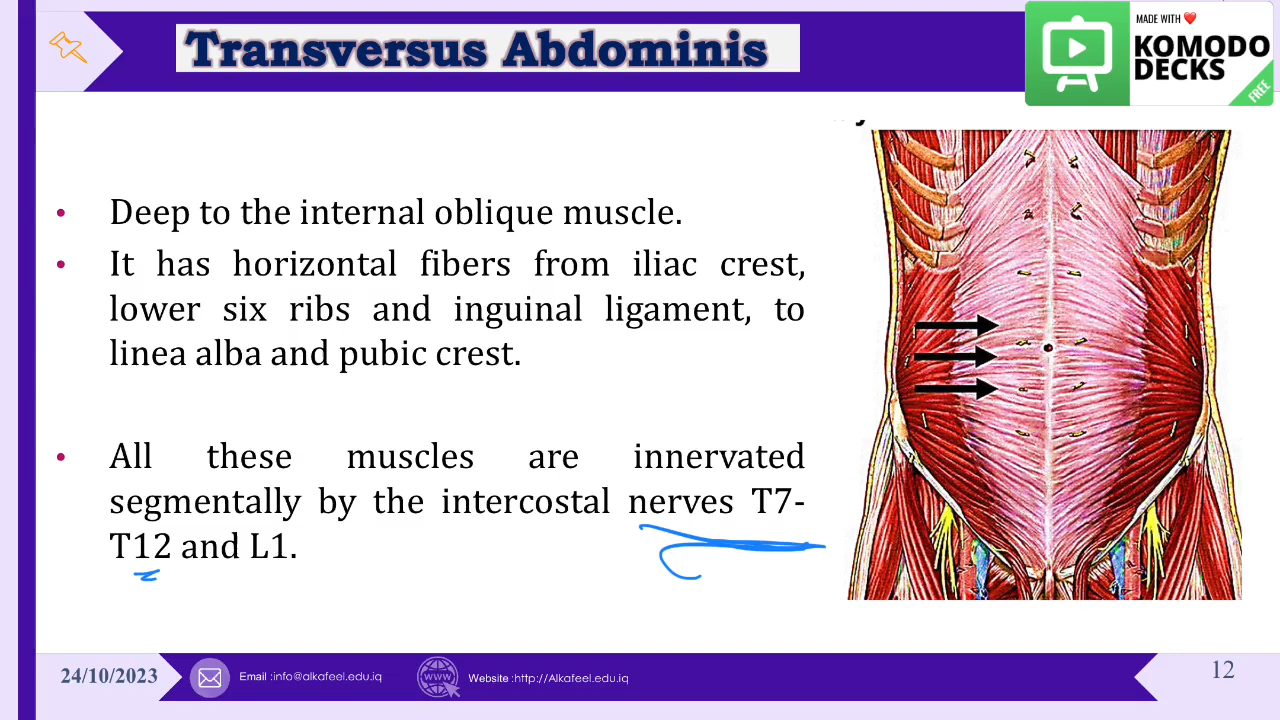 Transversus Abdominis
MADE WITH ❤️
KOMODO
DECKS
FREE
• Deep to the internal oblique muscle.
• It has horizontal fibers from iliac crest,
lower six ribs and inguinal ligament, to
linea alba and pubic crest.
• All these muscles are innervated
segmentally by the intercostal nerves T7-
T12 and L1.
24/10/2023
Email :info@alkafeel.edu.iq
www
Website :http://Alkafeel.edu.iq
12